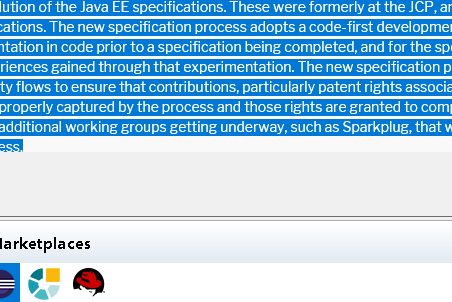 lution of the Java EE specifications. These were formerly at the JCP, an
cations. The new specification process adopts a code-first developme
ntation in code prior to a specification being completed, and for the spe
riences gained through that experimentation. The new specification p
ty flows to ensure that contributions, particularly patent rights associa
properly captured by the process and those rights are granted to comp
additional working groups getting underway, such as Sparkplug, that w
ess.
Marketplaces